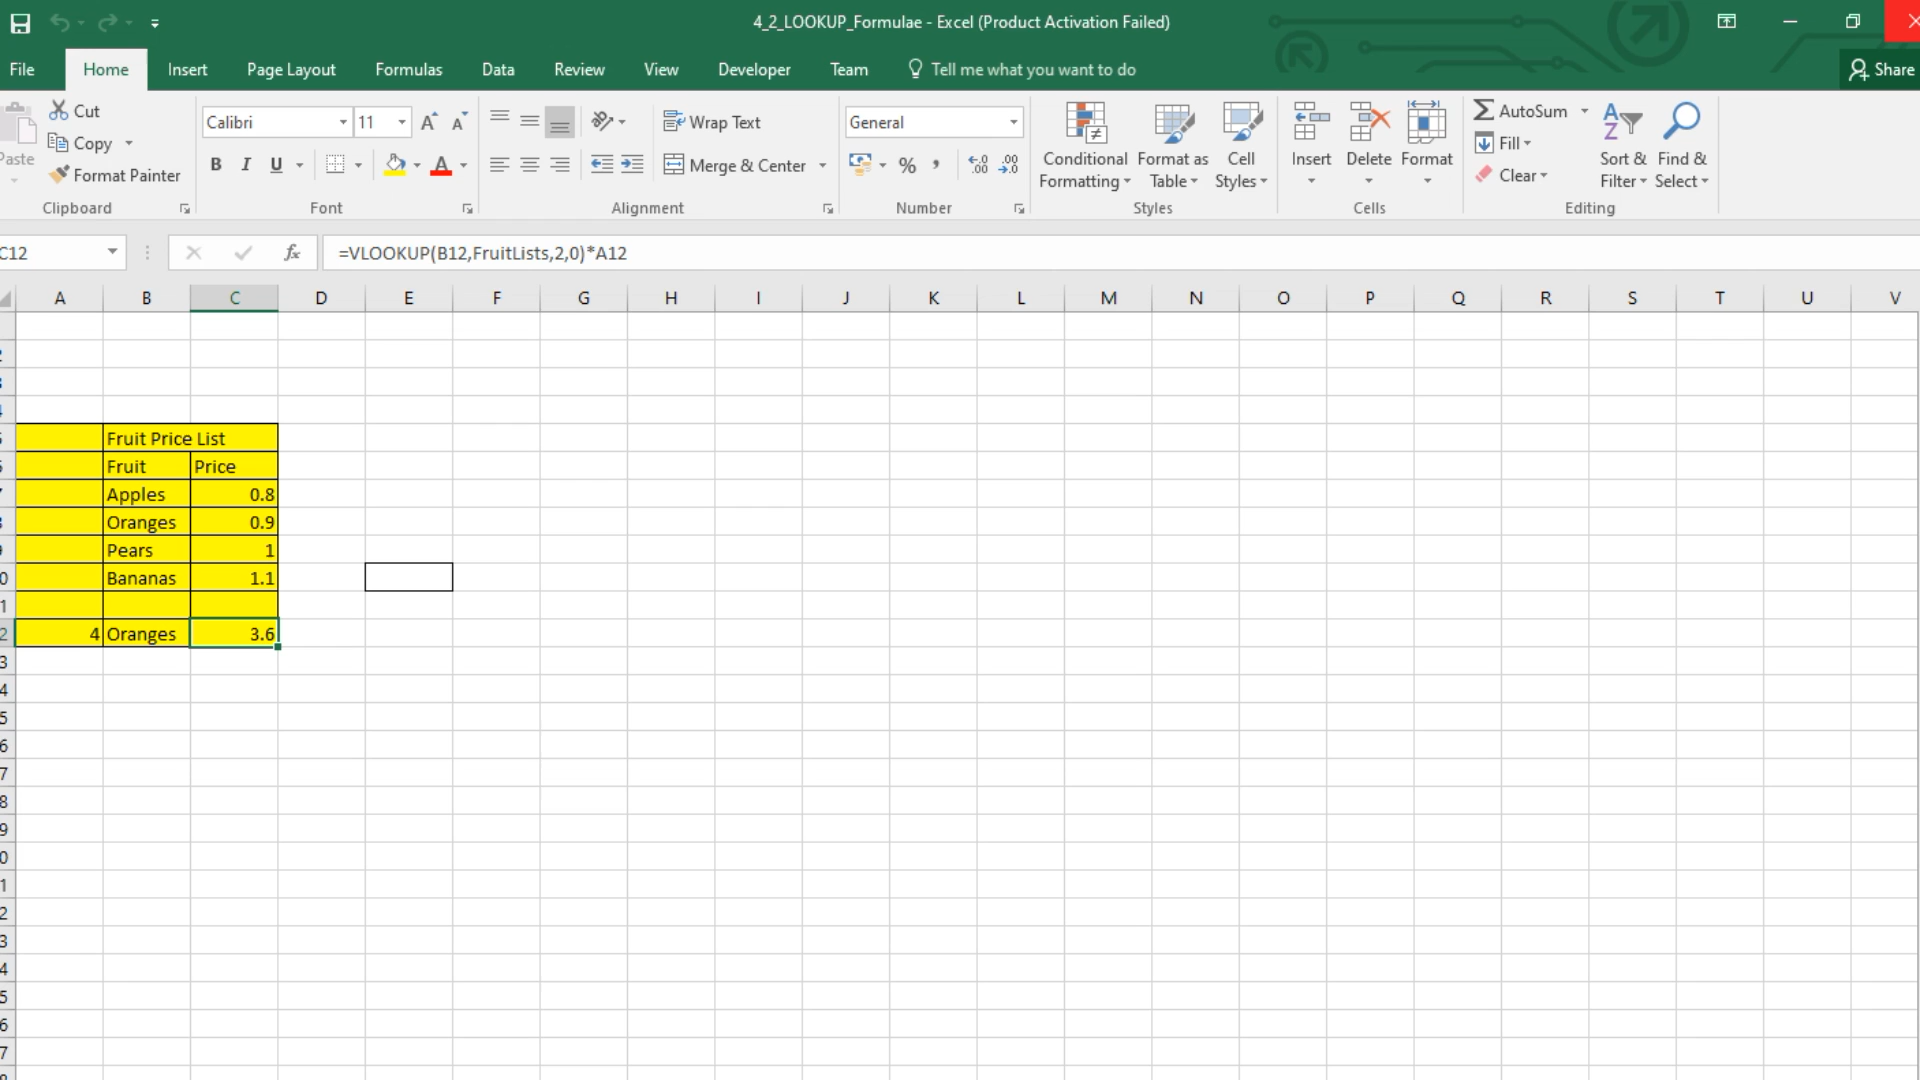 4_2_LOOKUP_Formulae - Excel (Product Activation Failed)
File Home Insert Page Layout Formulas Data Review View Developer Team Tell me what you want to do Share
Cut
Copy
Format Painter
Paste
Clipboard
Calibri 11
B I U
Font
Wrap Text
Merge & Center
Alignment
General
% ,
Number
Conditional Formatting
Format as Table
Cell Styles
Styles
Insert Delete Format
Cells
AutoSum
Fill
Clear
Sort & Filter
Find & Select
Editing
C12 fx =VLOOKUP(B12,FruitLists,2,0)*A12
A B C D E F G H I J K L M N O P Q R S T U V
Fruit Price List
Fruit Price
Apples 0.8
Oranges 0.9
Pears 1
Bananas 1.1
4 Oranges 3.6